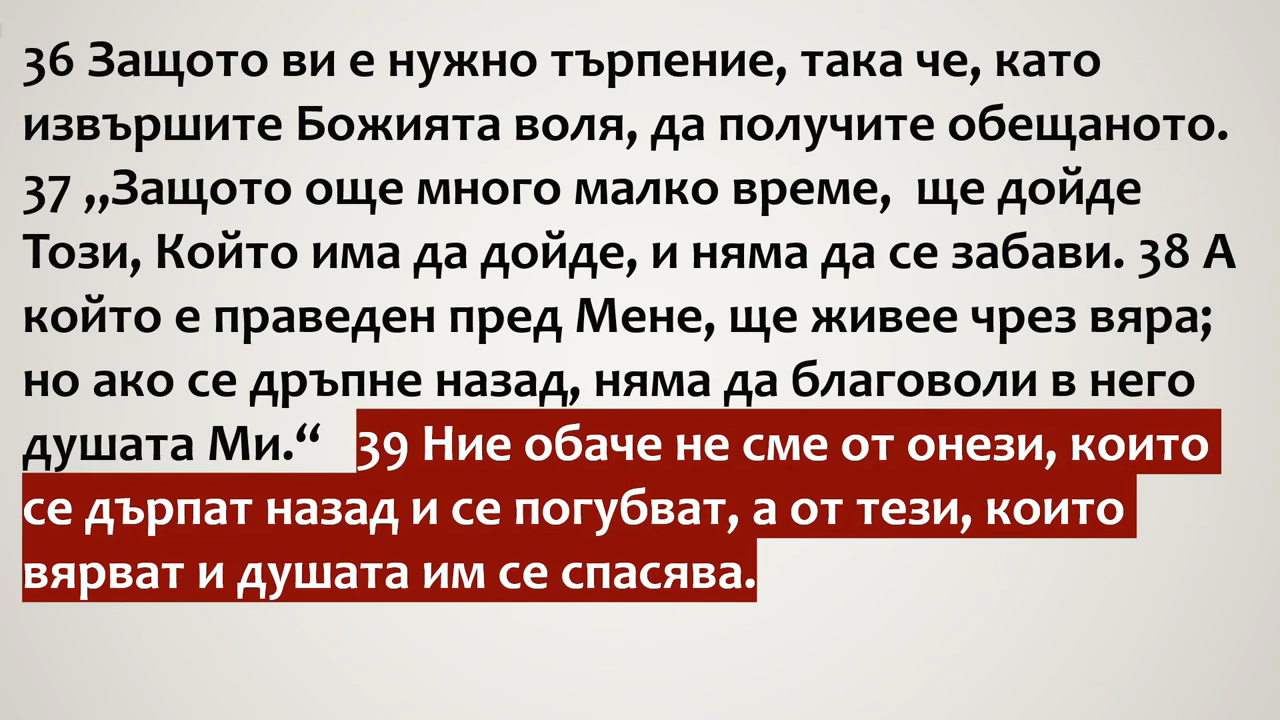 36 Защото ви е нужно търпение, така че, като
извършите Божията воля, да получите обещаното.
37 „Защото още много малко време,  ще дойде
Този, Който има да дойде, и няма да се забави. 38 А
който е праведен пред Мене, ще живее чрез вяра;
но ако се дръпне назад, няма да благоволи в него
душата Ми.“   39 Ние обаче не сме от онези, които
се дърпат назад и се погубват, а от тези, които
вярват и душата им се спасява.